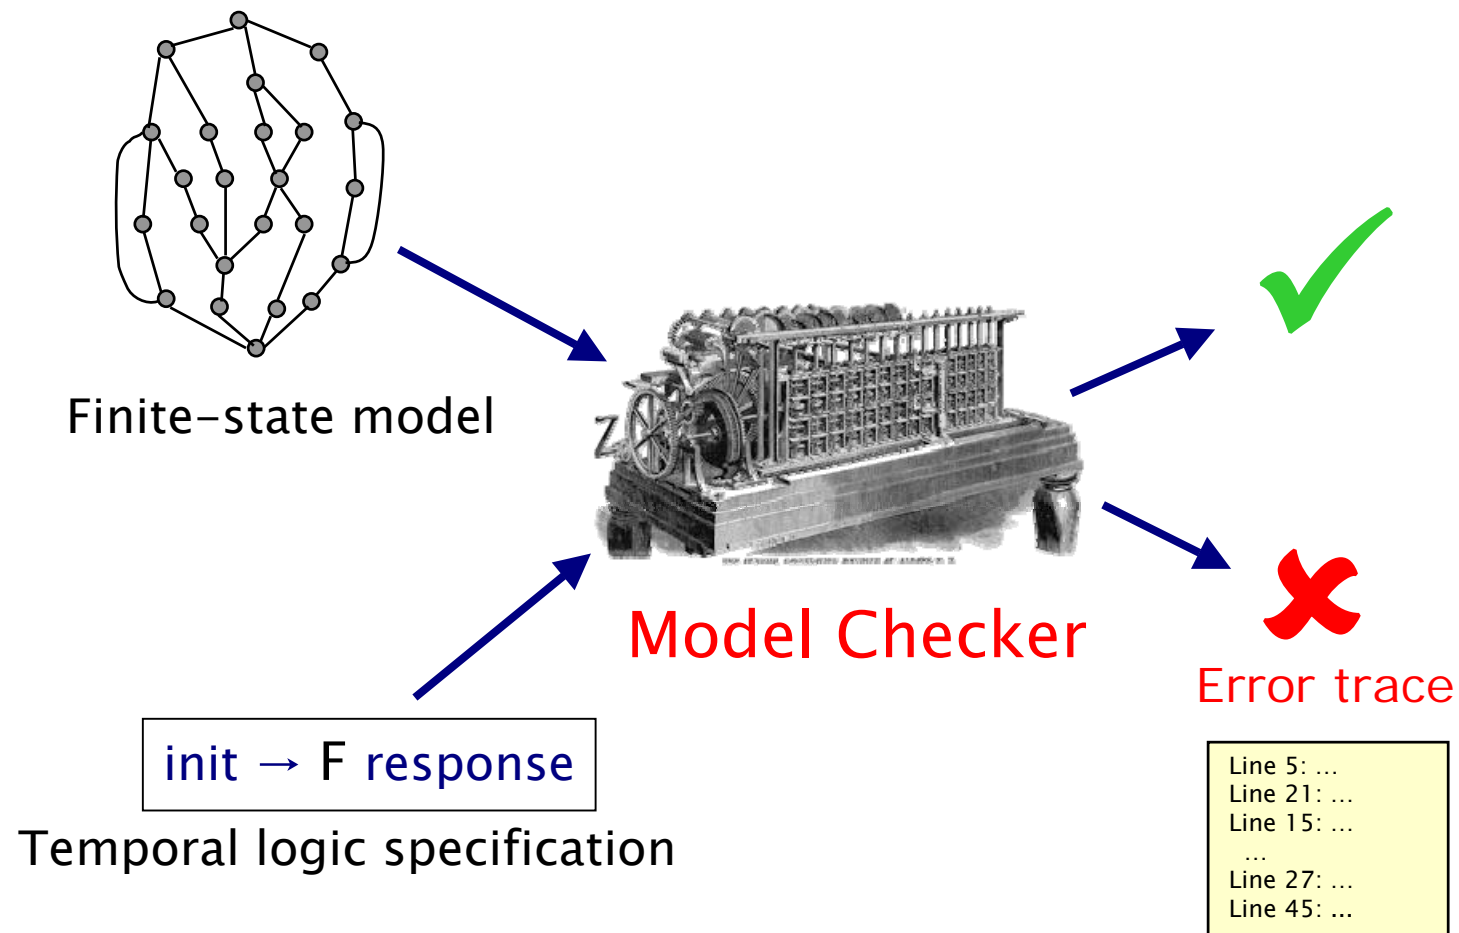 Finite-state model
Model Checker
Error trace
init → F response
Temporal logic specification
Line 5: …
Line 21: …
Line 15: …
…
Line 27: …
Line 45: ...